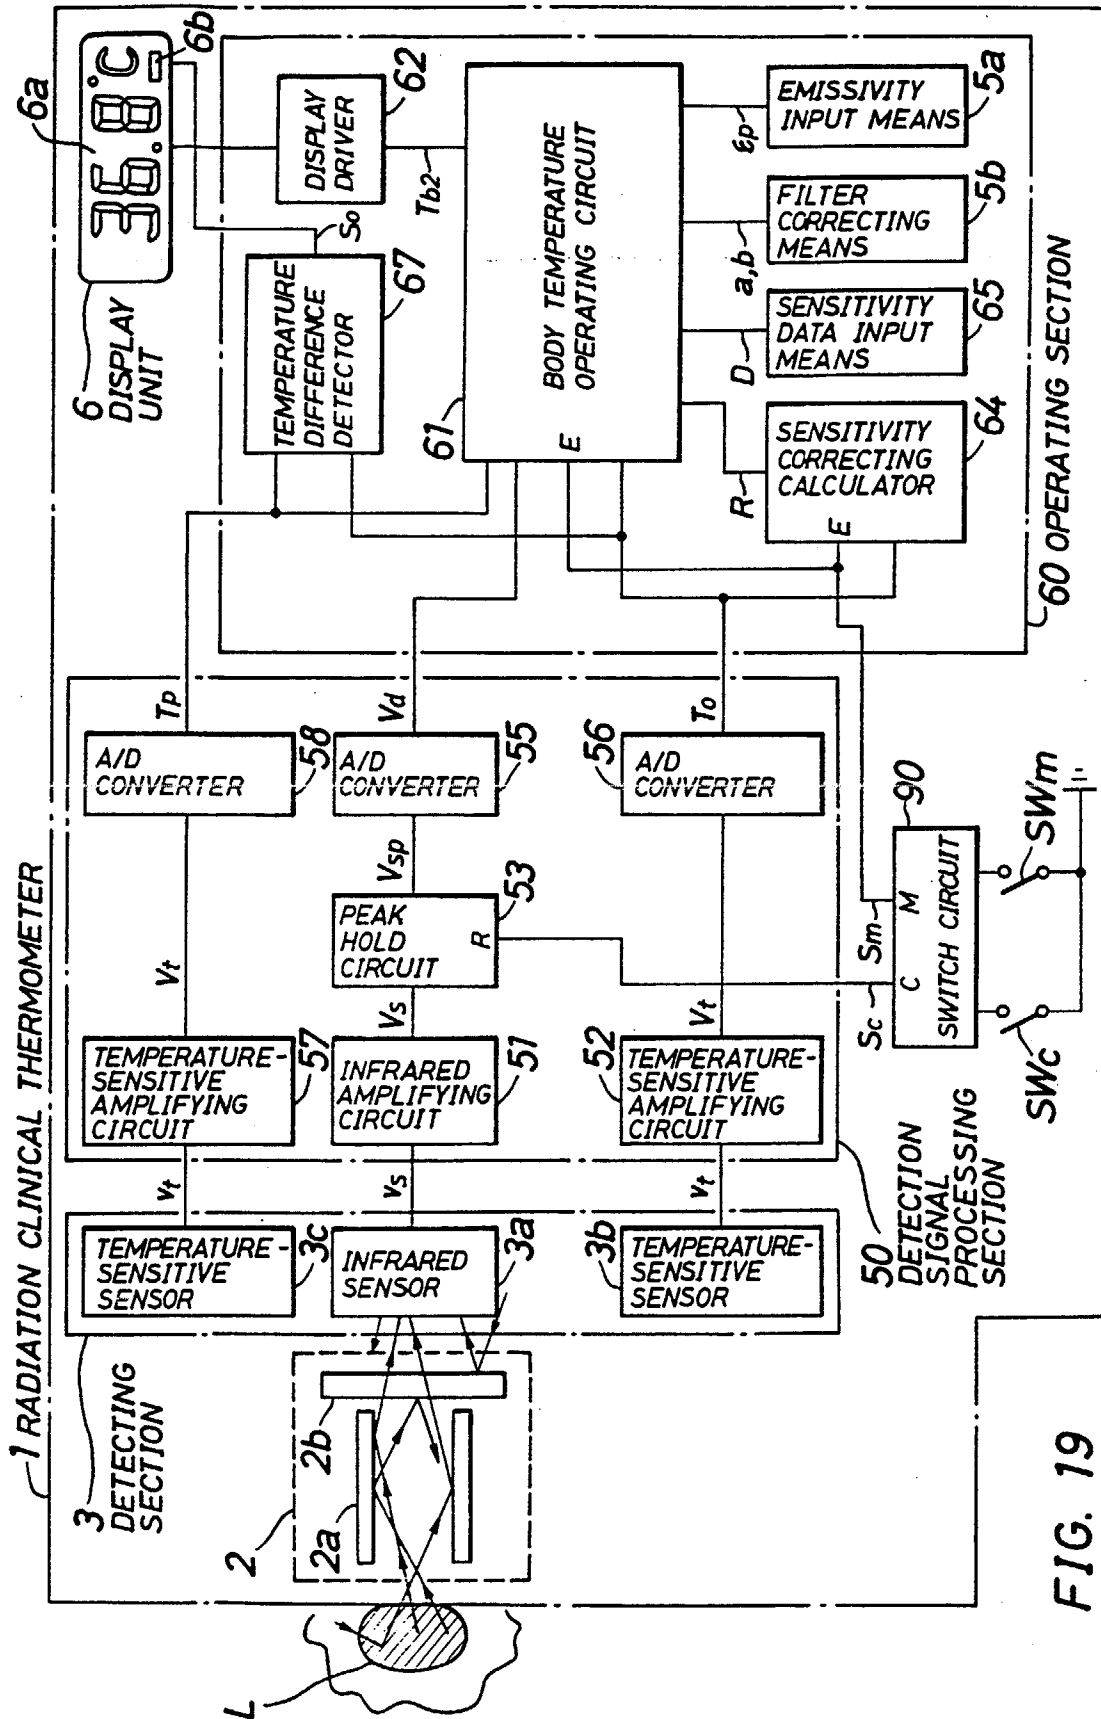 1 RADIATION CLINICAL THERMOMETER
3
DETECTING
SECTION
2
2a
2b
L
TEMPERATURE-
SENSITIVE
SENSOR
3c
INFRARED
SENSOR
3a
TEMPERATURE-
SENSITIVE
SENSOR
3b
vt
vs
vt
TEMPERATURE-
SENSITIVE
AMPLIFYING
CIRCUIT
57
INFRARED
AMPLIFYING
CIRCUIT
51
TEMPERATURE-
SENSITIVE
AMPLIFYING
CIRCUIT
52
50
DETECTION
SIGNAL
PROCESSING
SECTION
Vt
Vs
Vt
PEAK
HOLD
CIRCUIT
R
53
Vsp
A/D
CONVERTER
58
A/D
CONVERTER
55
A/D
CONVERTER
56
Tp
Vd
To
Sc
Sm
C
M
SWITCH CIRCUIT
90
SWc
SWm
6
DISPLAY
UNIT
6a
36.8°C
6b
TEMPERATURE
DIFFERENCE
DETECTOR
67
So
DISPLAY
DRIVER
62
Tb2
61
E
BODY TEMPERATURE
OPERATING CIRCUIT
R
D
a,b
εp
E
SENSITIVITY
CORRECTING
CALCULATOR
64
SENSITIVITY
DATA INPUT
MEANS
65
FILTER
CORRECTING
MEANS
5b
EMISSIVITY
INPUT MEANS
5a
60 OPERATING SECTION
FIG. 19